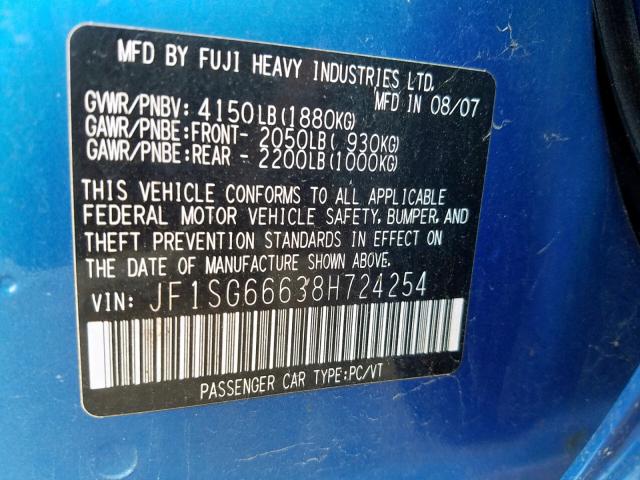 MFD BY FUJI HEAVY INDUSTRIES LTD.
MFD IN 08/07
GVWR/PNBV: 4150LB(1880KG)
GAWR/PNBE:FRONT- 2050LB( 930KG)
GAWR/PNBE:REAR - 2200LB(1000KG)
THIS VEHICLE CONFORMS TO ALL APPLICABLE
FEDERAL MOTOR VEHICLE SAFETY, BUMPER, AND
THEFT PREVENTION STANDARDS IN EFFECT ON
THE DATE OF MANUFACTURE SHOWN ABOVE.
VIN: JF1SG66638H724254
PASSENGER CAR TYPE:PC/VT